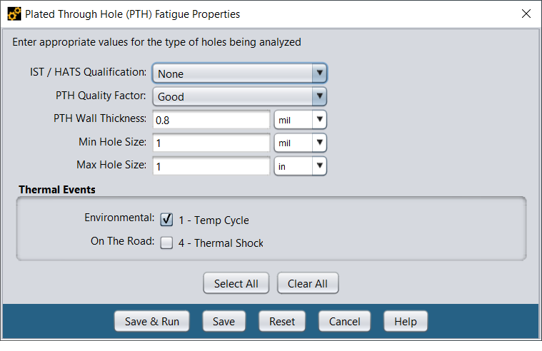 Plated Through Hole (PTH) Fatigue Properties
Enter appropriate values for the type of holes being analyzed
IST / HATS Qualification: None
PTH Quality Factor: Good
PTH Wall Thickness: 0.8 mil
Min Hole Size: 1 mil
Max Hole Size: 1 in
Thermal Events
Environmental: 1 - Temp Cycle
On The Road: 4 - Thermal Shock
Select All Clear All
Save & Run Save Reset Cancel Help